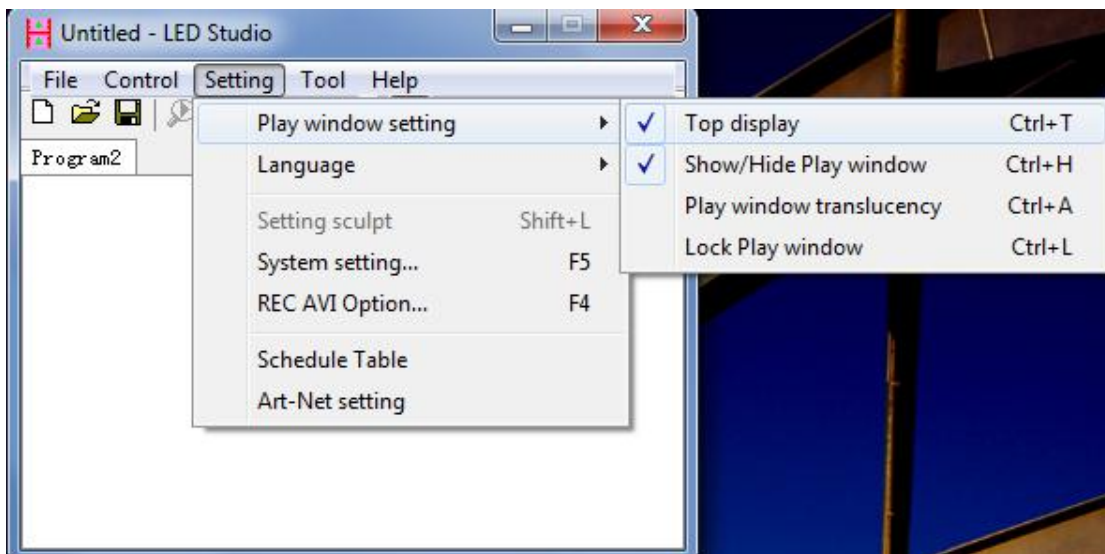 Untitled - LED Studio
File Control Setting Tool Help
Program2
Play window setting
Language
Setting sculpt Shift+L
System setting... F5
REC AVI Option... F4
Schedule Table
Art-Net setting
Top display Ctrl+T
Show/Hide Play window Ctrl+H
Play window translucency Ctrl+A
Lock Play window Ctrl+L